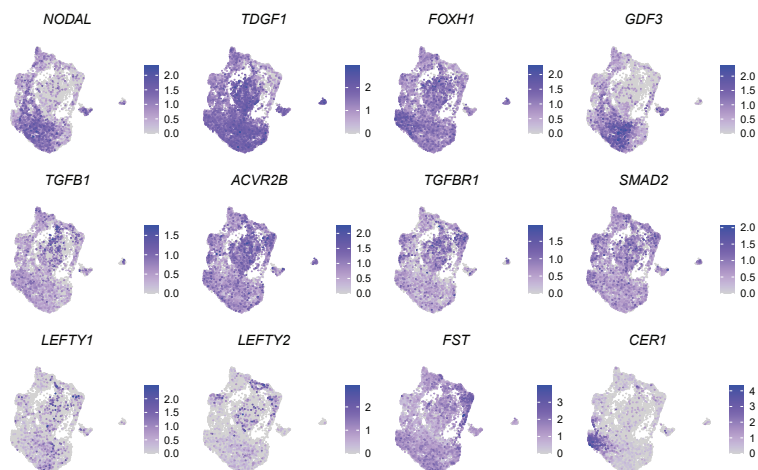 NODAL TDGF1 FOXH1 GDF3
2.0 2 2.0 2.0
1.5 1.5 1.5
1.0 1 1.0 1.0
0.5 0.5 0.5
0.0 0 0.0 0.0
TGFB1 ACVR2B TGFBR1 SMAD2
1.5 2.0 1.5 2.0
1.0 1.5 1.0 1.5
0.5 1.0 0.5 1.0
0.0 0.5 0.0 0.5
0.0 0.0
LEFTY1 LEFTY2 FST CER1
2.0 2 3 4
1.5 1 2 3
1.0 0 1 2
0.5 0 1
0.0 0